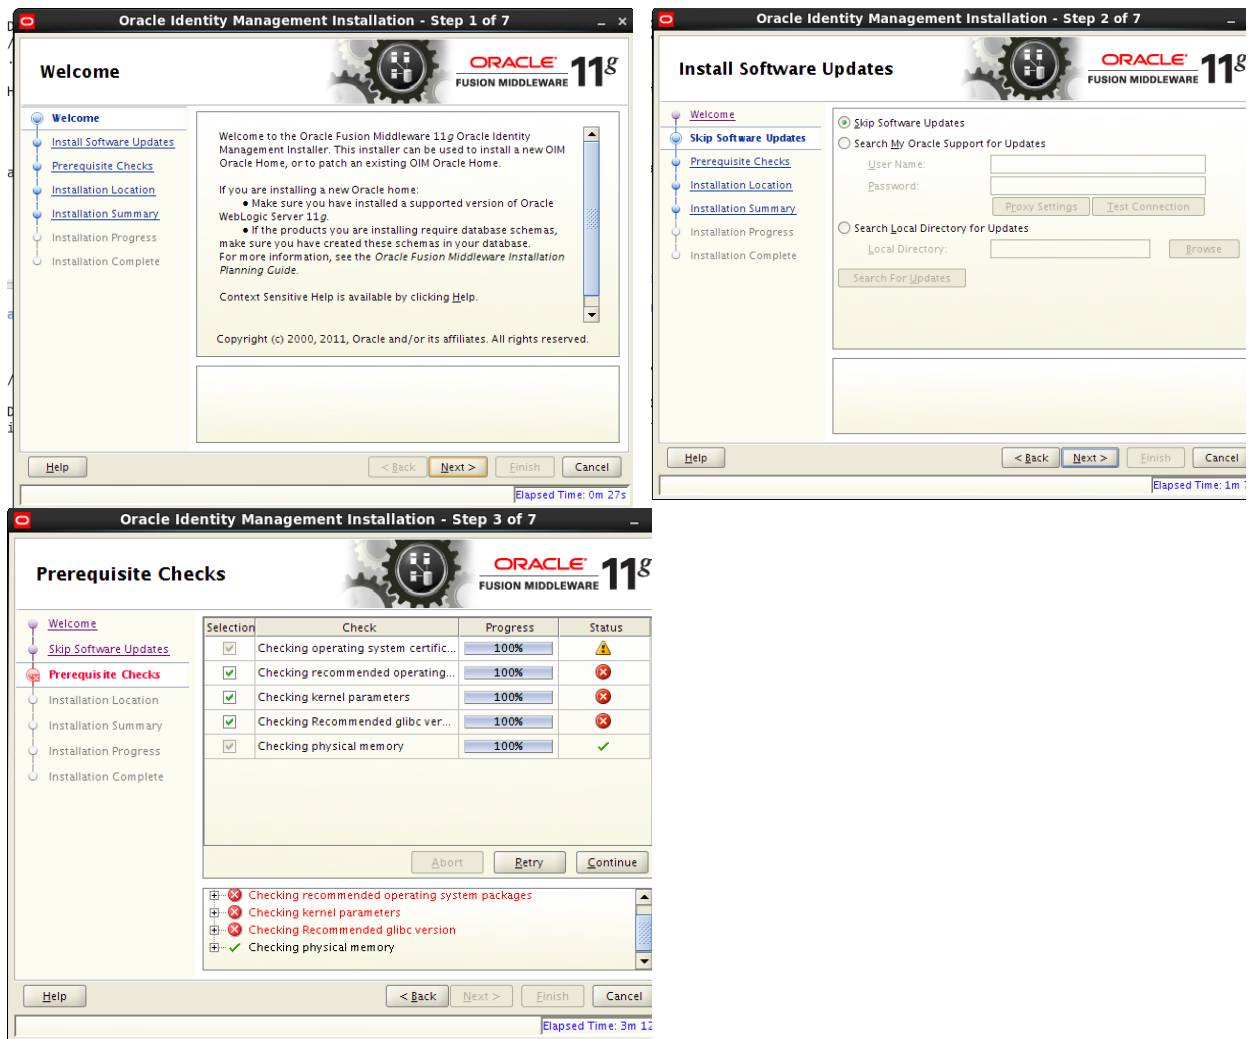 Oracle Identity Management Installation - Step 1 of 7
Welcome
ORACLE
FUSION MIDDLEWARE 11g
Welcome
Install Software Updates
Prerequisite Checks
Installation Location
Installation Summary
Installation Progress
Installation Complete
Welcome to the Oracle Fusion Middleware 11g Oracle Identity
Management Installer. This installer can be used to install a new OIM
Oracle Home, or to patch an existing OIM Oracle Home.
If you are installing a new Oracle home:
● Make sure you have installed a supported version of Oracle
WebLogic Server 11g.
● If the products you are installing require database schemas,
make sure you have created these schemas in your database.
For more information, see the Oracle Fusion Middleware Installation
Planning Guide.
Context Sensitive Help is available by clicking Help.
Copyright (c) 2000, 2011, Oracle and/or its affiliates. All rights reserved.
Help
< Back
Next >
Finish
Cancel
Elapsed Time: 0m 27s
Oracle Identity Management Installation - Step 2 of 7
Install Software Updates
ORACLE
FUSION MIDDLEWARE 11g
Welcome
Skip Software Updates
Prerequisite Checks
Installation Location
Installation Summary
Installation Progress
Installation Complete
Skip Software Updates
Search My Oracle Support for Updates
User Name:
Password:
Proxy Settings
Test Connection
Search Local Directory for Updates
Local Directory:
Browse
Search For Updates
Help
< Back
Next >
Finish
Cancel
Elapsed Time: 1m
Oracle Identity Management Installation - Step 3 of 7
Prerequisite Checks
ORACLE
FUSION MIDDLEWARE 11g
Welcome
Skip Software Updates
Prerequisite Checks
Installation Location
Installation Summary
Installation Progress
Installation Complete
Selection Check Progress Status
Checking operating system certific... 100%
Checking recommended operating... 100%
Checking kernel parameters 100%
Checking Recommended glibc ver... 100%
Checking physical memory 100%
Abort
Retry
Continue
Checking recommended operating system packages
Checking kernel parameters
Checking Recommended glibc version
Checking physical memory
Help
< Back
Next >
Finish
Cancel
Elapsed Time: 3m 12